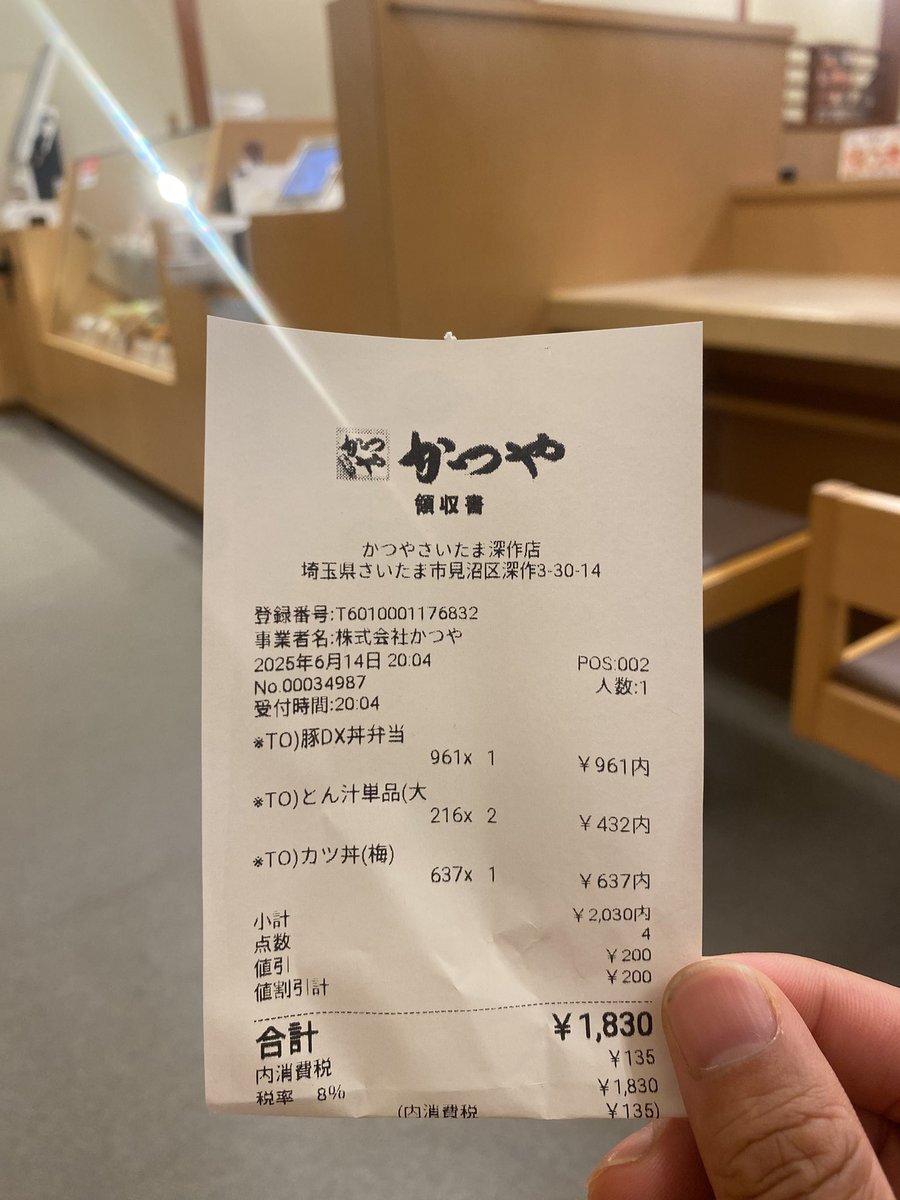 かつや かつや
領収書
かつやさいたま深作店
埼玉県さいたま市見沼区深作3-30-14
登録番号:T6010001176832
事業者名:株式会社かつや
2025年6月14日 20:04 POS:002
No.00034987 人数:1
受付時間:20:04
※TO)豚DX丼弁当
961x 1 ¥961内
※TO)とん汁単品(大
216x 2 ¥432内
※TO)カツ丼(梅)
637x 1 ¥637内
小計 ¥2,030内
点数 4
値引 ¥200
値割引計 ¥200
合計 ¥1,830
内消費税 ¥135
税率 8% ¥1,830
(内消費税 ¥135)